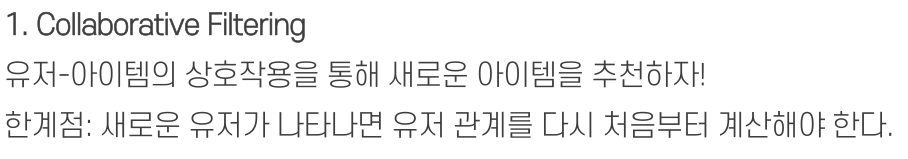 1. Collaborative Filtering
유저-아이템의 상호작용을 통해 새로운 아이템을 추천하자!
한계점: 새로운 유저가 나타나면 유저 관계를 다시 처음부터 계산해야 한다.